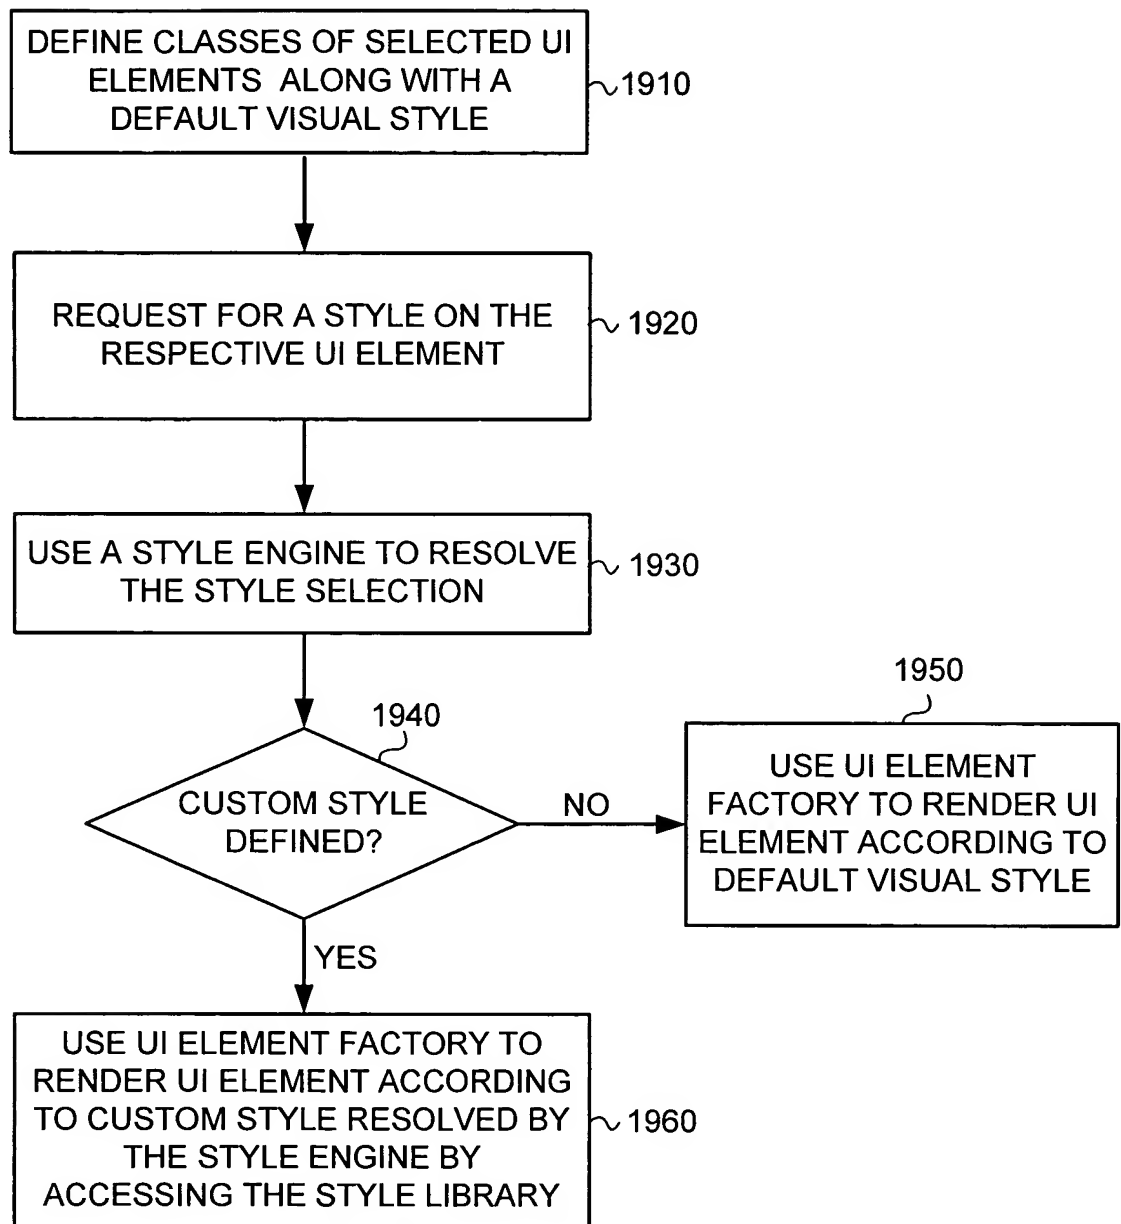 DEFINE CLASSES OF SELECTED UI
ELEMENTS ALONG WITH A
DEFAULT VISUAL STYLE
1910
REQUEST FOR A STYLE ON THE
RESPECTIVE UI ELEMENT
1920
USE A STYLE ENGINE TO RESOLVE
THE STYLE SELECTION
1930
1940
CUSTOM STYLE
DEFINED?
NO
1950
USE UI ELEMENT
FACTORY TO RENDER UI
ELEMENT ACCORDING TO
DEFAULT VISUAL STYLE
YES
USE UI ELEMENT FACTORY TO
RENDER UI ELEMENT ACCORDING
TO CUSTOM STYLE RESOLVED BY
THE STYLE ENGINE BY
ACCESSING THE STYLE LIBRARY
1960